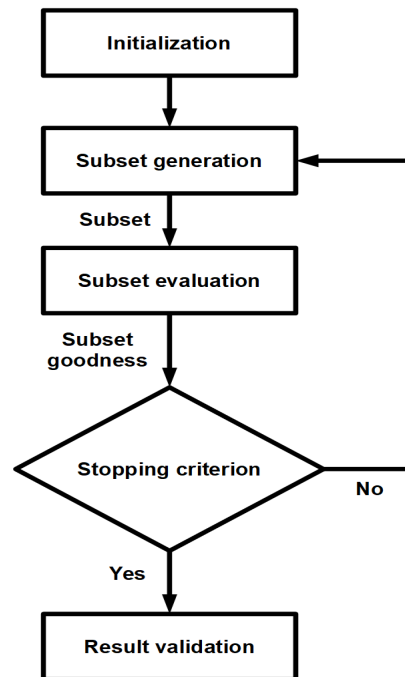 Initialization
Subset generation
Subset
Subset evaluation
Subset
goodness
Stopping criterion
No
Yes
Result validation